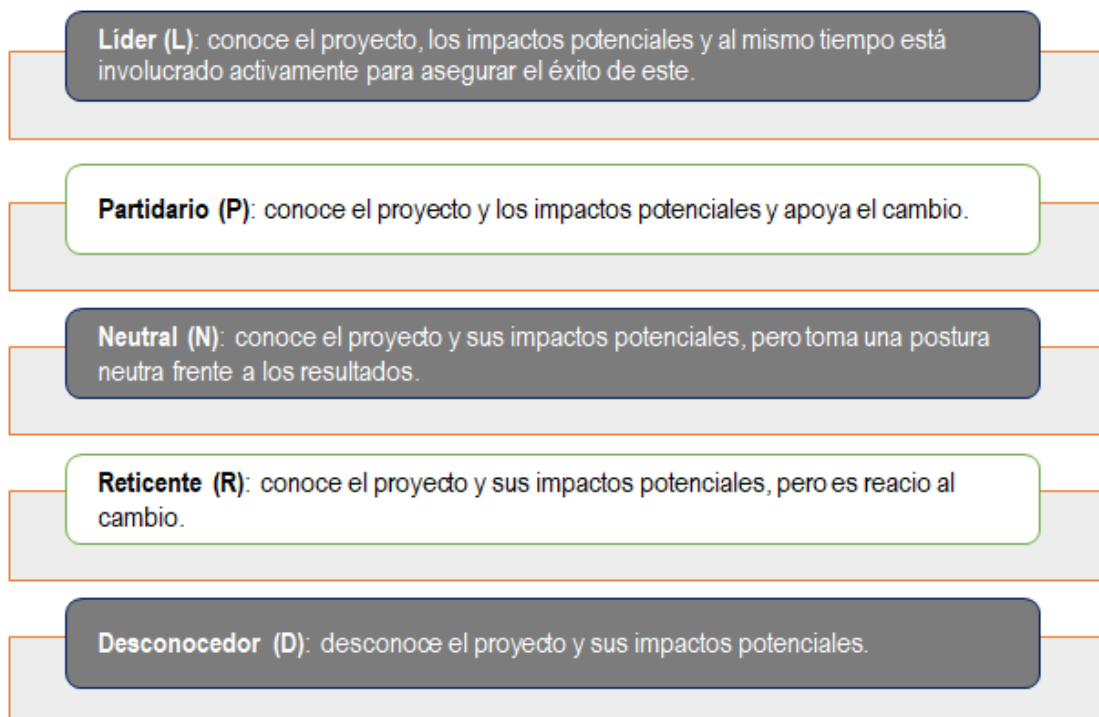 Líder (L): conoce el proyecto, los impactos potenciales y al mismo tiempo está
involucrado activamente para asegurar el éxito de este.
Partidario (P): conoce el proyecto y los impactos potenciales y apoya el cambio.
Neutral (N): conoce el proyecto y sus impactos potenciales, pero toma una postura
neutra frente a los resultados.
Reticente (R): conoce el proyecto y sus impactos potenciales, pero es reacio al
cambio.
Desconocedor (D): desconoce el proyecto y sus impactos potenciales.